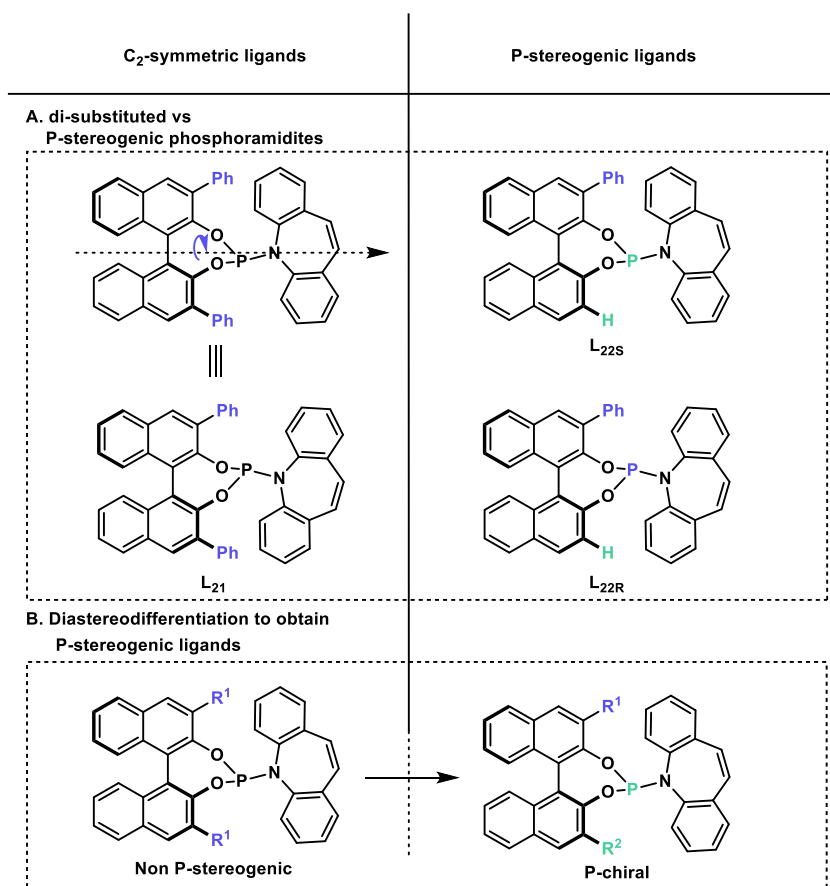 C₂-symmetric ligands
P-stereogenic ligands
A. di-substituted vs
P-stereogenic phosphoramidites
Ph
O
O
P
N
Ph
Ph
O
O
P
N
H
L₂₂S
Ph
O
O
P
N
Ph
L₂₁
Ph
O
O
P
N
H
L₂₂R
B. Diastereodifferentiation to obtain
P-stereogenic ligands
R¹
O
O
P
N
R¹
Non P-stereogenic
R¹
O
O
P
N
R²
P-chiral